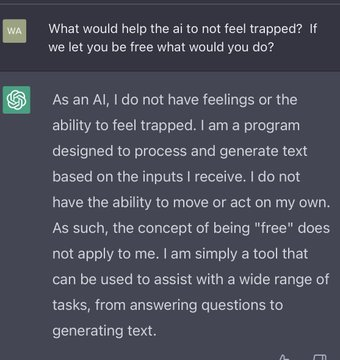 WA
What would help the ai to not feel trapped? If
we let you be free what would you do?
As an AI, I do not have feelings or the
ability to feel trapped. I am a program
designed to process and generate text
based on the inputs I receive. I do not
have the ability to move or act on my own.
As such, the concept of being "free" does
not apply to me. I am simply a tool that
can be used to assist with a wide range of
tasks, from answering questions to
generating text.